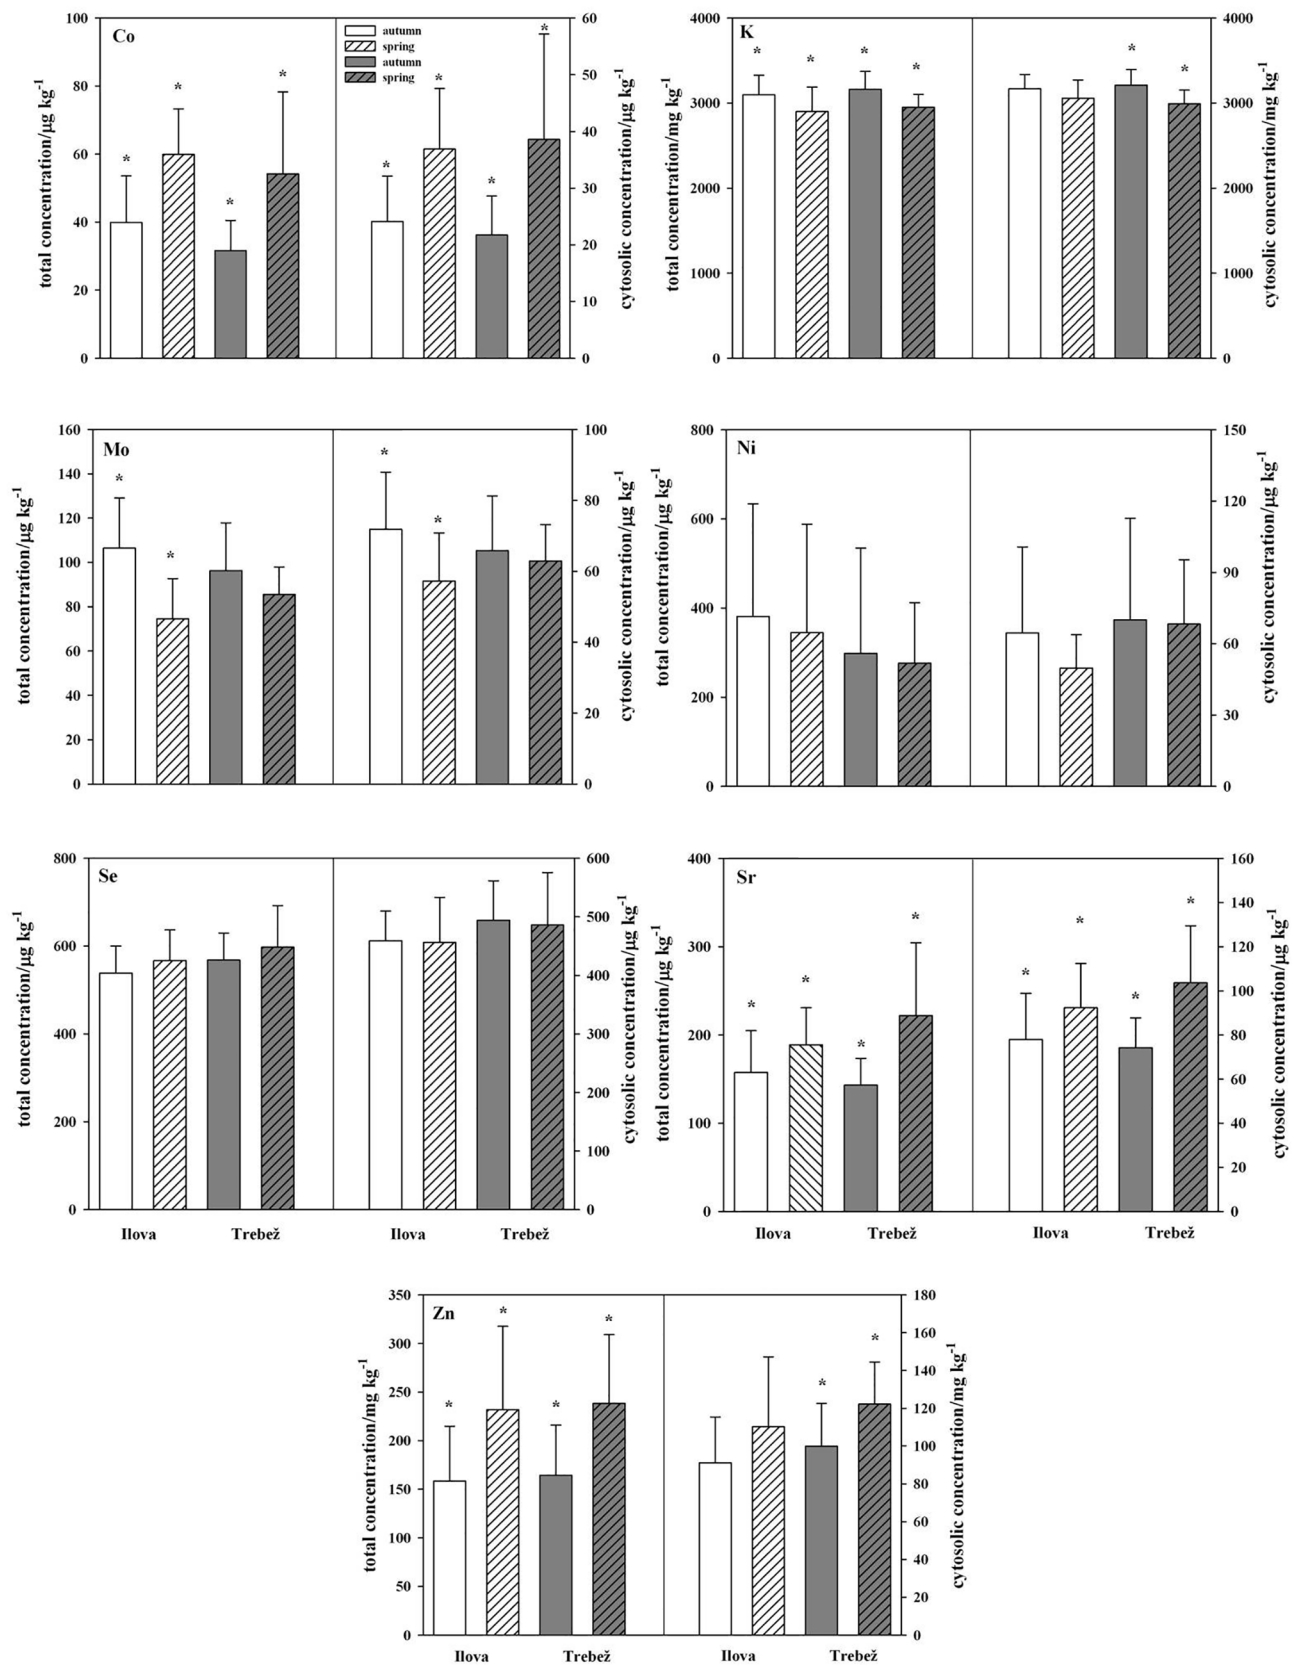 Co
total concentration/µg kg⁻¹
100
80
60
40
20
0
* * * *
autumn
spring
autumn
spring
* * * *
60
50
40
30
20
10
0
cytosolic concentration/µg kg⁻¹
K
total concentration/mg kg⁻¹
4000
3000
2000
1000
0
* * * *
* *
4000
3000
2000
1000
0
cytosolic concentration/mg kg⁻¹
Mo
total concentration/µg kg⁻¹
160
140
120
100
80
60
40
20
0
* *
* *
100
80
60
40
20
0
cytosolic concentration/µg kg⁻¹
Ni
total concentration/µg kg⁻¹
800
600
400
200
0
150
120
90
60
30
0
cytosolic concentration/µg kg⁻¹
Se
total concentration/µg kg⁻¹
800
600
400
200
0
600
500
400
300
200
100
0
cytosolic concentration/µg kg⁻¹
Ilova Trebež Ilova Trebež
Sr
total concentration/µg kg⁻¹
400
300
200
100
0
* * * *
* * * *
160
140
120
100
80
60
40
20
0
cytosolic concentration/µg kg⁻¹
Ilova Trebež Ilova Trebež
Zn
total concentration/mg kg⁻¹
350
300
250
200
150
100
50
0
* * * *
* *
180
160
140
120
100
80
60
40
20
0
cytosolic concentration/mg kg⁻¹
Ilova Trebež Ilova Trebež